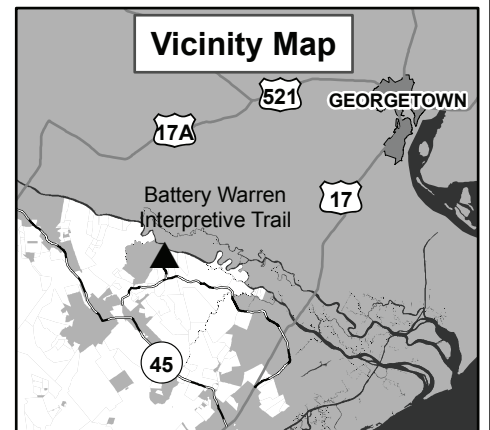 Vicinity Map
521
GEORGETOWN
17A
Battery Warren
Interpretive Trail
17
45